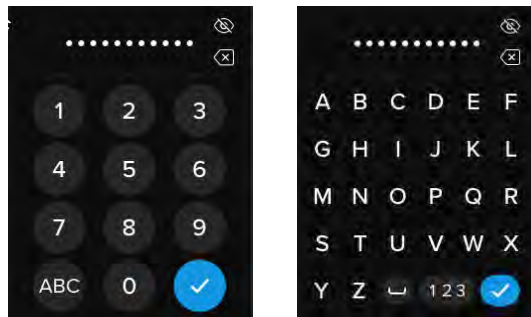 1 2 3
4 5 6
7 8 9
ABC 0
A B C D E F
G H I J K L
M N O P Q R
S T U V W X
Y Z 123